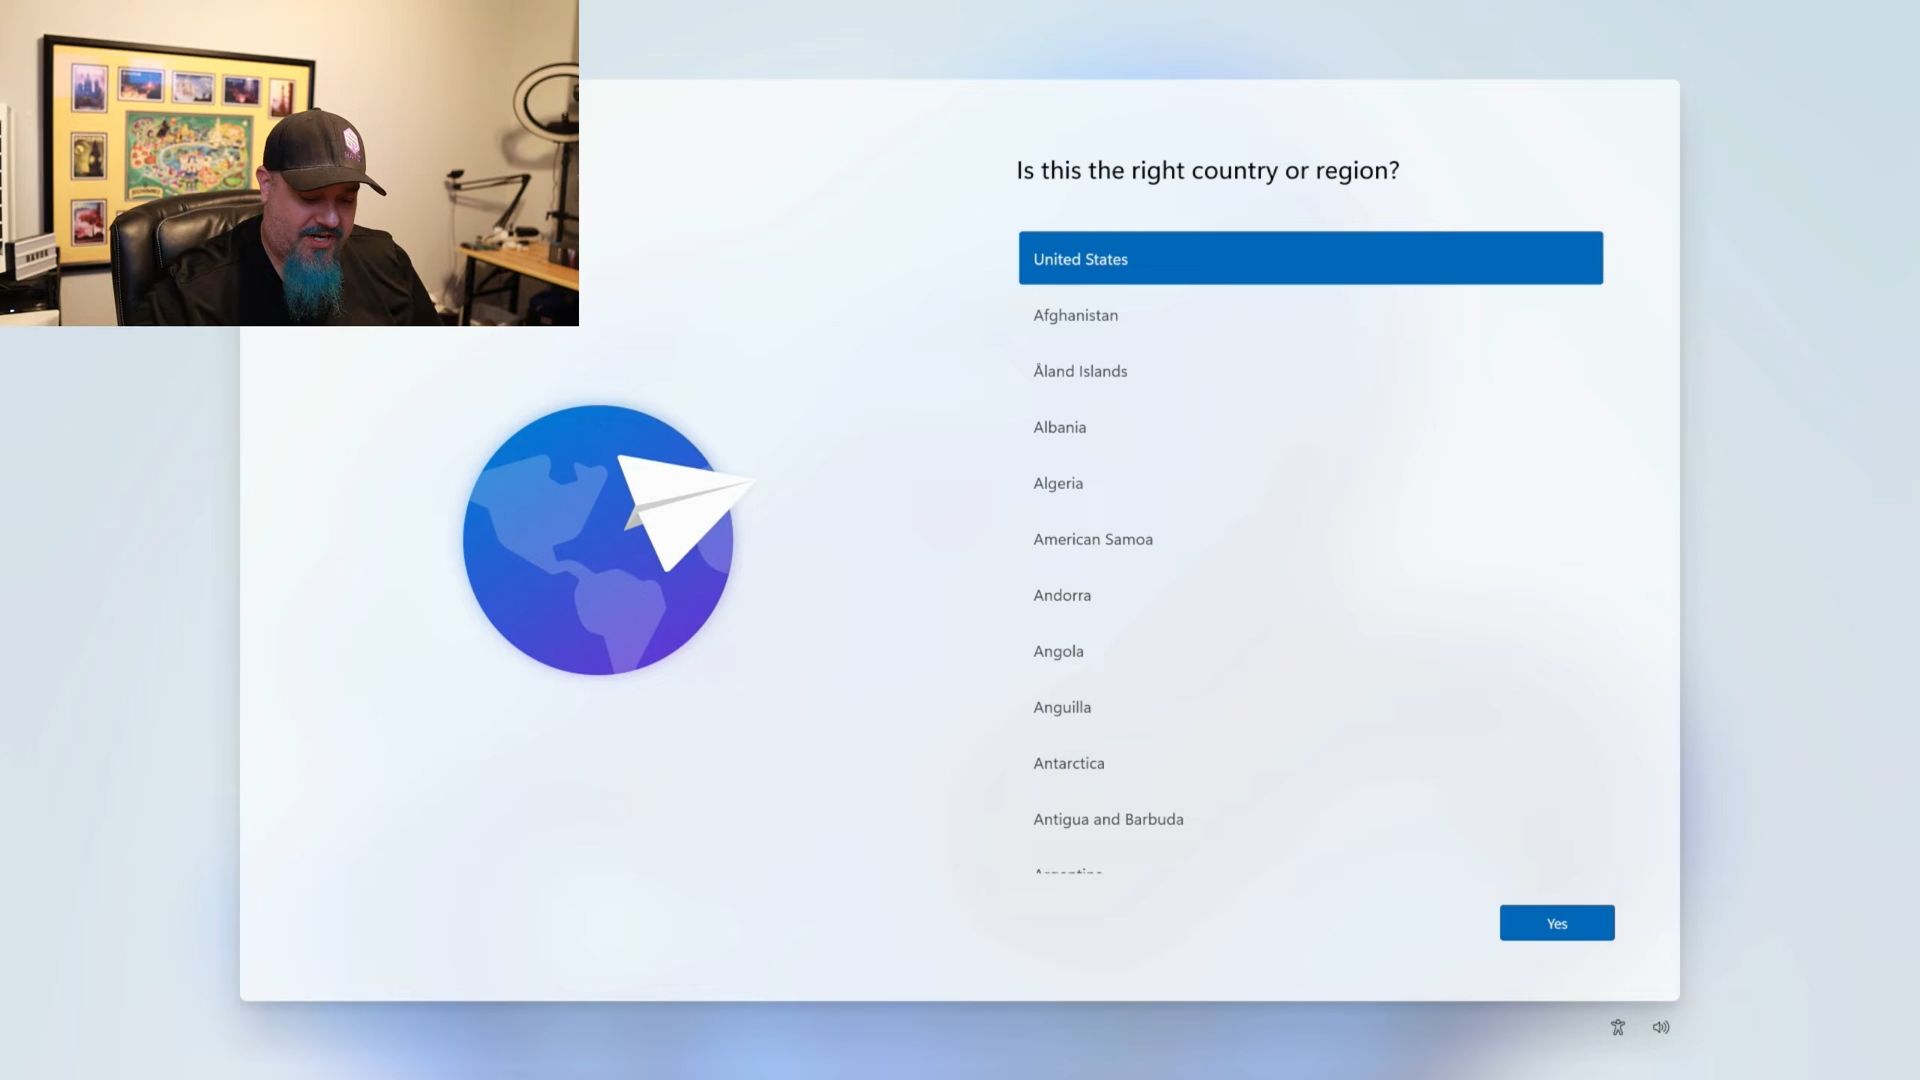 Is this the right country or region?
United States
Afghanistan
Åland Islands
Albania
Algeria
American Samoa
Andorra
Angola
Anguilla
Antarctica
Antigua and Barbuda
Yes